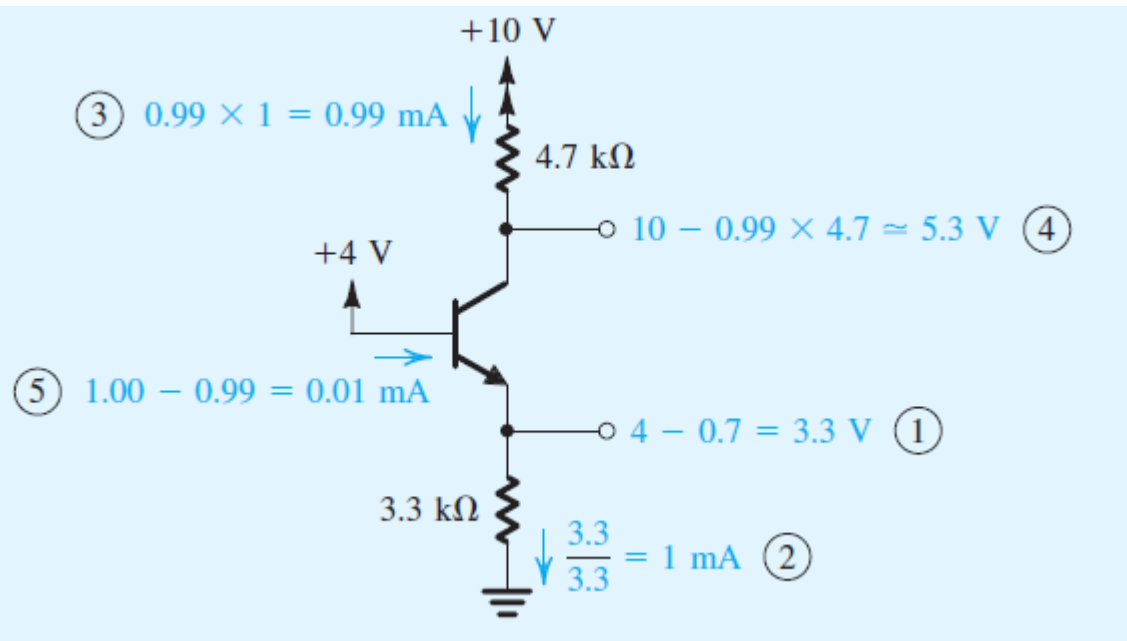 +10 V
③ 0.99 × 1 = 0.99 mA
4.7 kΩ
10 − 0.99 × 4.7 ≃ 5.3 V ④
+4 V
⑤ 1.00 − 0.99 = 0.01 mA
4 − 0.7 = 3.3 V ①
3.3 kΩ
3.3
3.3
= 1 mA ②